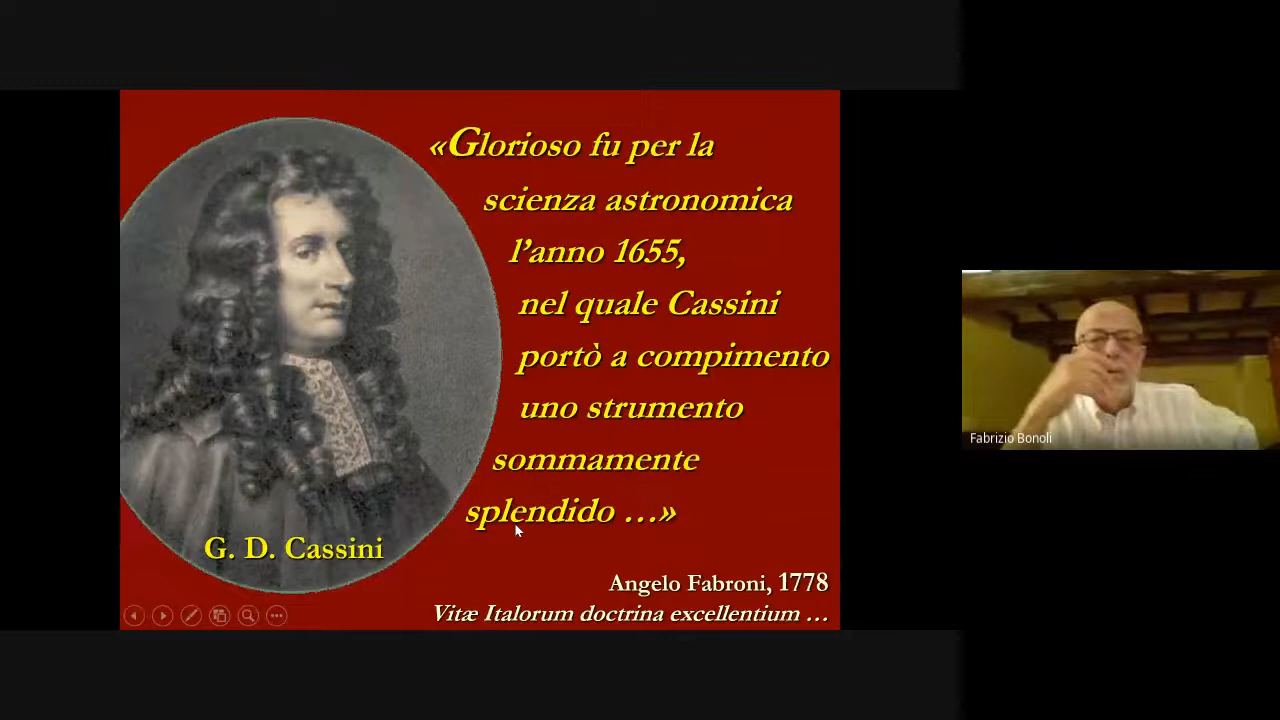 «Glorioso fu per la
scienza astronomica
l'anno 1655,
nel quale Cassini
portò a compimento
uno strumento
sommamente
splendido …»
G. D. Cassini
Angelo Fabroni, 1778
Vitæ Italorum doctrina excellentium …
Fabrizio Bonoli